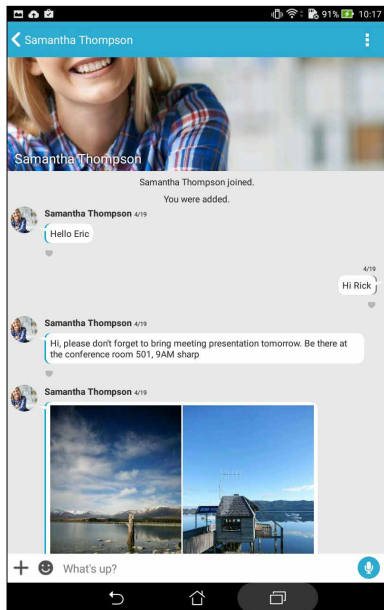 91% 10:17
Samantha Thompson
Samantha Thompson
Samantha Thompson joined.
You were added.
Samantha Thompson 4/19
Hello Eric
4/19
Hi Rick
Samantha Thompson 4/19
Hi, please don't forget to bring meeting presentation tomorrow. Be there at
the conference room 501, 9AM sharp
Samantha Thompson 4/19
What's up?